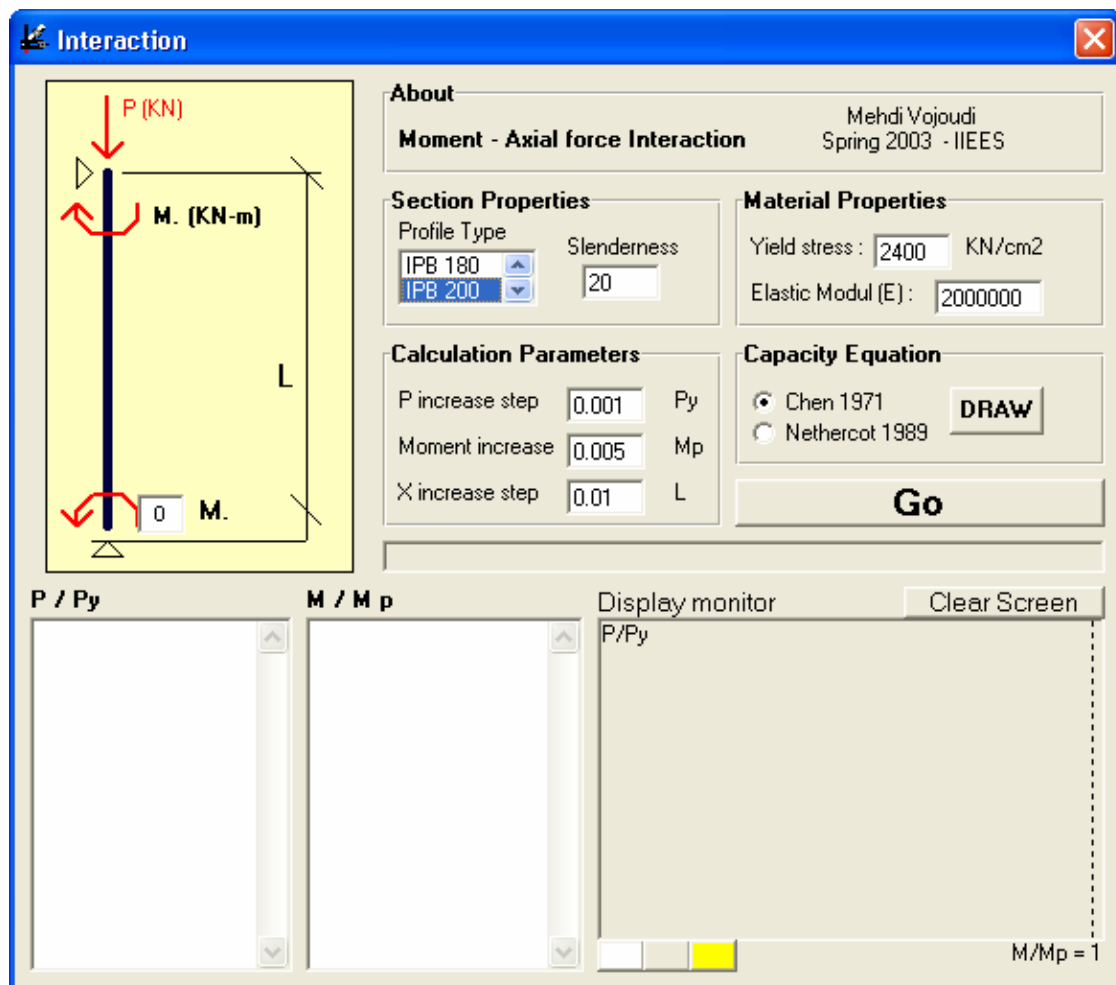 Interaction
P (KN)
M. (KN-m)
L
0 M.
About
Moment - Axial force Interaction
Mehdi Vojoudi
Spring 2003 - IIEES
Section Properties
Profile Type
IPB 180
IPB 200
Slenderness
20
Material Properties
Yield stress : 2400 KN/cm2
Elastic Modul (E) : 2000000
Calculation Parameters
P increase step 0.001 Py
Moment increase 0.005 Mp
X increase step 0.01 L
Capacity Equation
Chen 1971
Nethercot 1989
DRAW
Go
P / Py
M / M p
Display monitor
Clear Screen
P/Py
M/Mp = 1